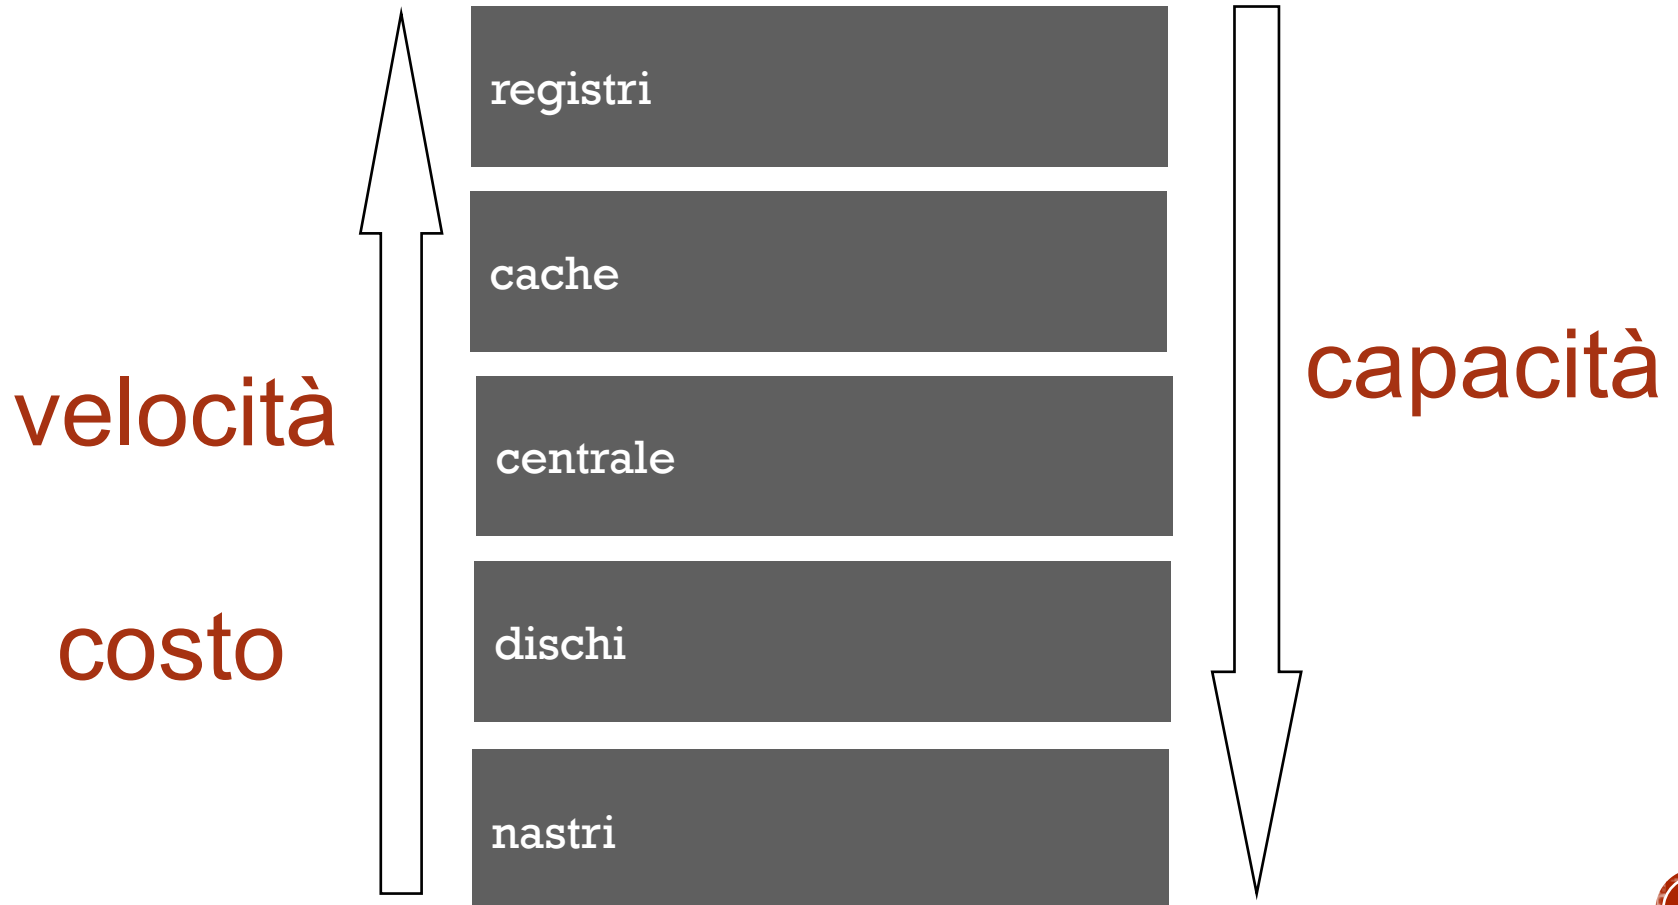 registri
cache
velocità
centrale
capacità
costo
dischi
nastri